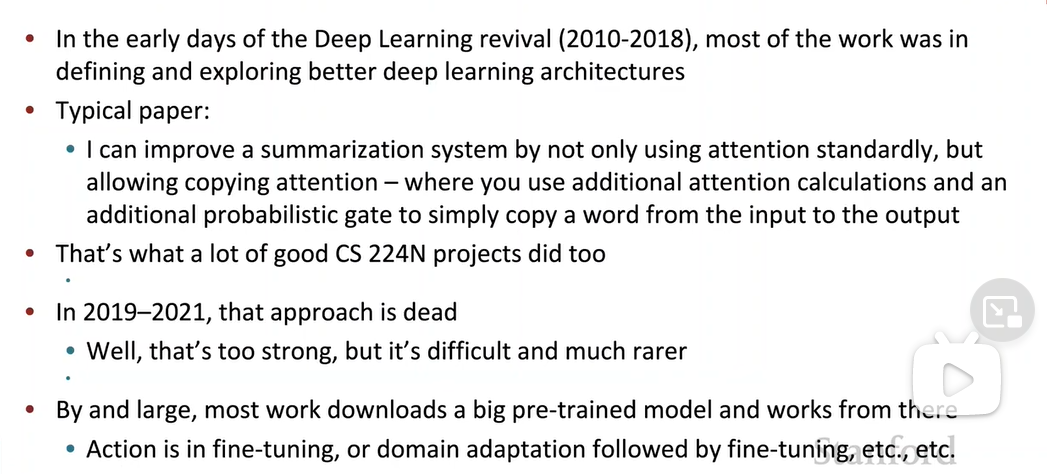 • In the early days of the Deep Learning revival (2010-2018), most of the work was in
defining and exploring better deep learning architectures
• Typical paper:
• I can improve a summarization system by not only using attention standardly, but
allowing copying attention – where you use additional attention calculations and an
additional probabilistic gate to simply copy a word from the input to the output
• That's what a lot of good CS 224N projects did too
•
• In 2019–2021, that approach is dead
• Well, that's too strong, but it's difficult and much rarer
•
• By and large, most work downloads a big pre-trained model and works from there
• Action is in fine-tuning, or domain adaptation followed by fine-tuning, etc., etc.
Stanford